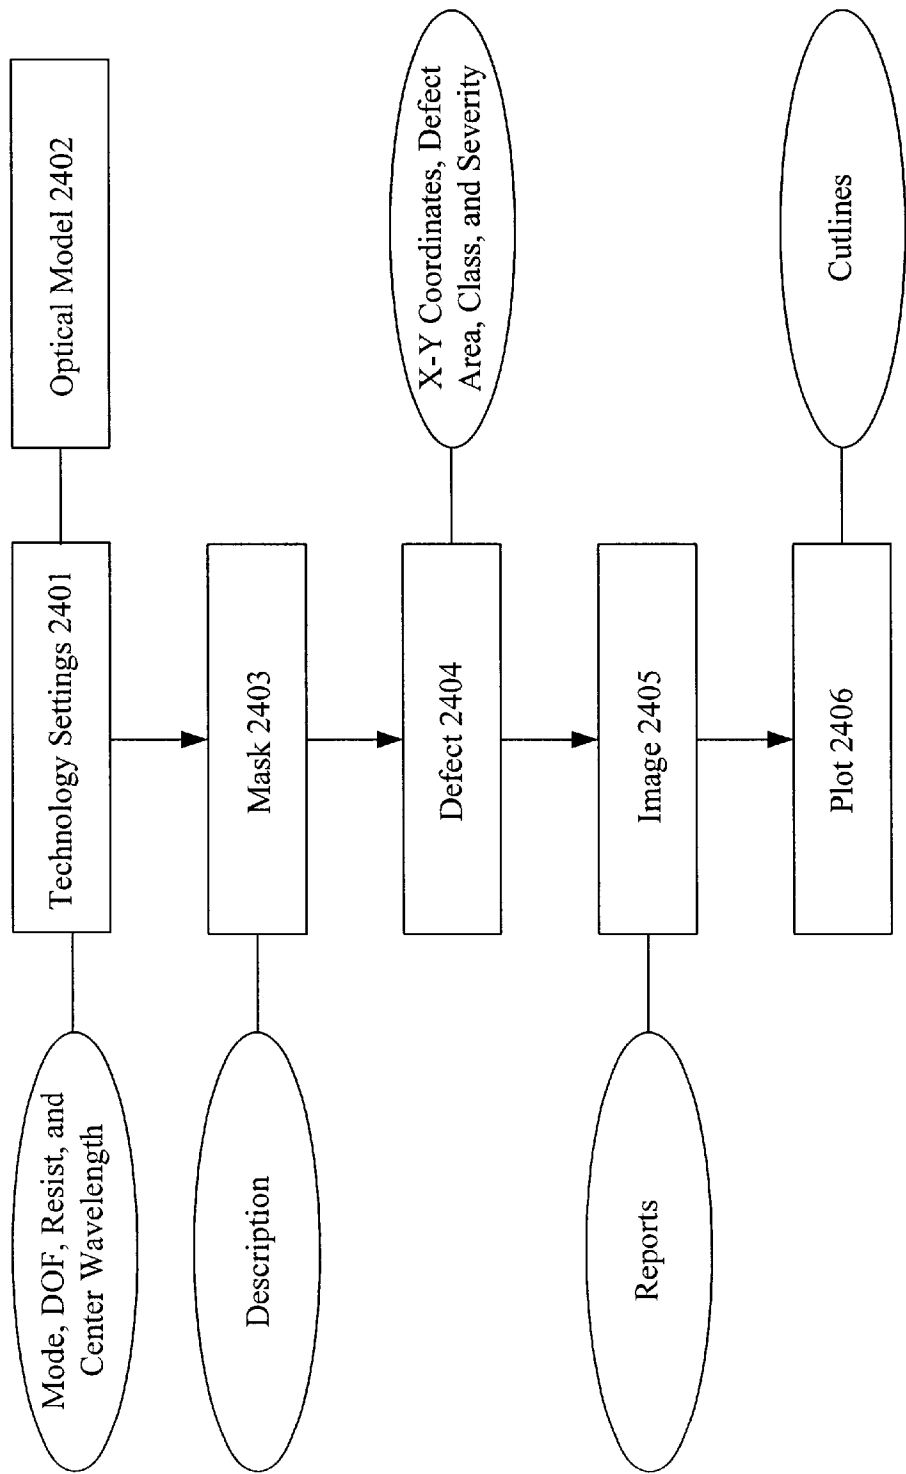 Optical Model 2402
Technology Settings 2401
Mode, DOF, Resist, and
Center Wavelength
Mask 2403
Description
X-Y Coordinates, Defect
Area, Class, and Severity
Defect 2404
Image 2405
Reports
Cutlines
Plot 2406